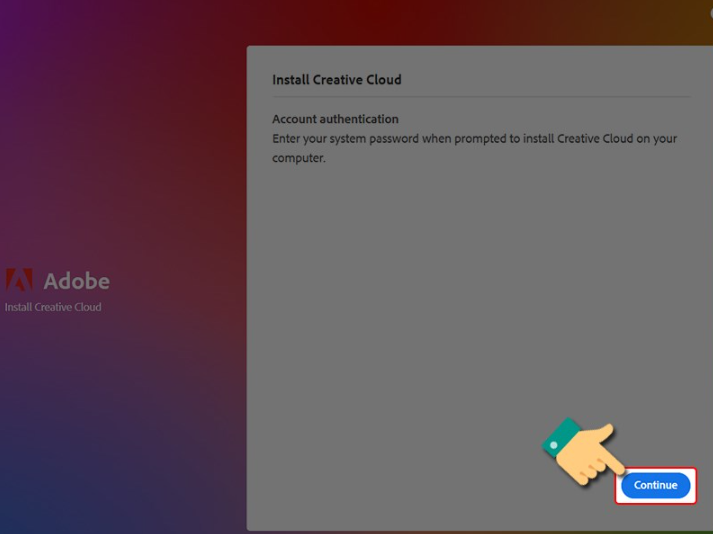 Install Creative Cloud
Account authentication
Enter your system password when prompted to install Creative Cloud on your
computer.
Adobe
Install Creative Cloud
Continue